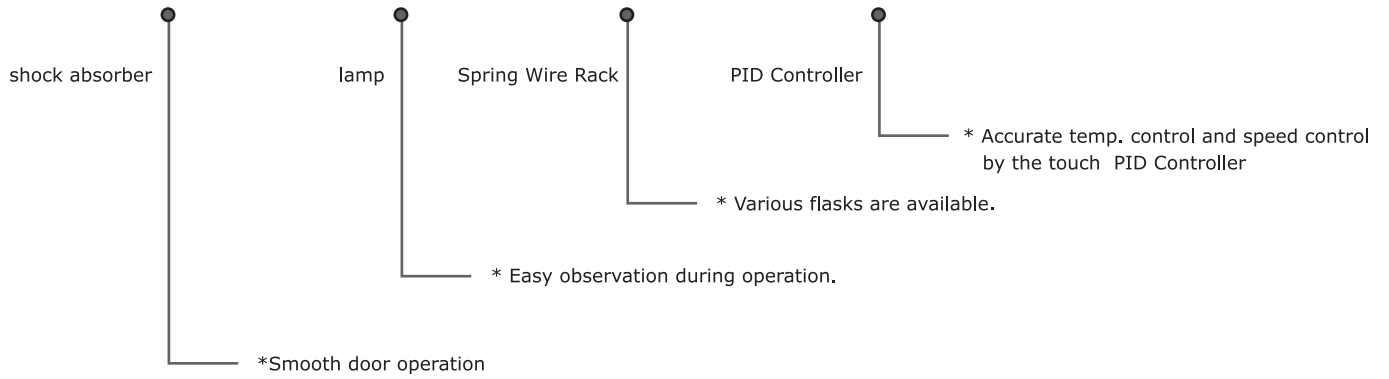 shock absorber
lamp
Spring Wire Rack
PID Controller
* Accurate temp. control and speed control
by the touch  PID Controller
* Various flasks are available.
* Easy observation during operation.
*Smooth door operation